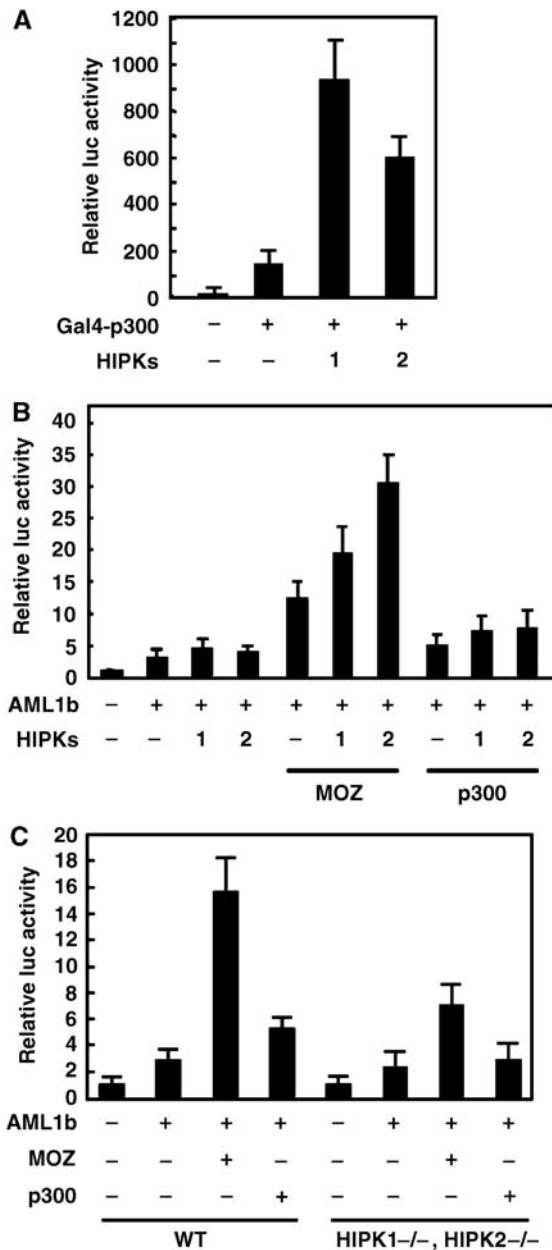 A
Relative luc activity
1200
1000
800
600
400
200
0
Gal4-p300 – + + +
HIPKs – – 1 2
B
Relative luc activity
40
35
30
25
20
15
10
5
0
AML1b – + + + + + + + + +
HIPKs – – 1 2 – 1 2 – 1 2
MOZ p300
C
Relative luc activity
20
18
16
14
12
10
8
6
4
2
0
AML1b – + + + – + + +
MOZ – – + – – – + –
p300 – – – + – – – +
WT HIPK1–/–, HIPK2–/–